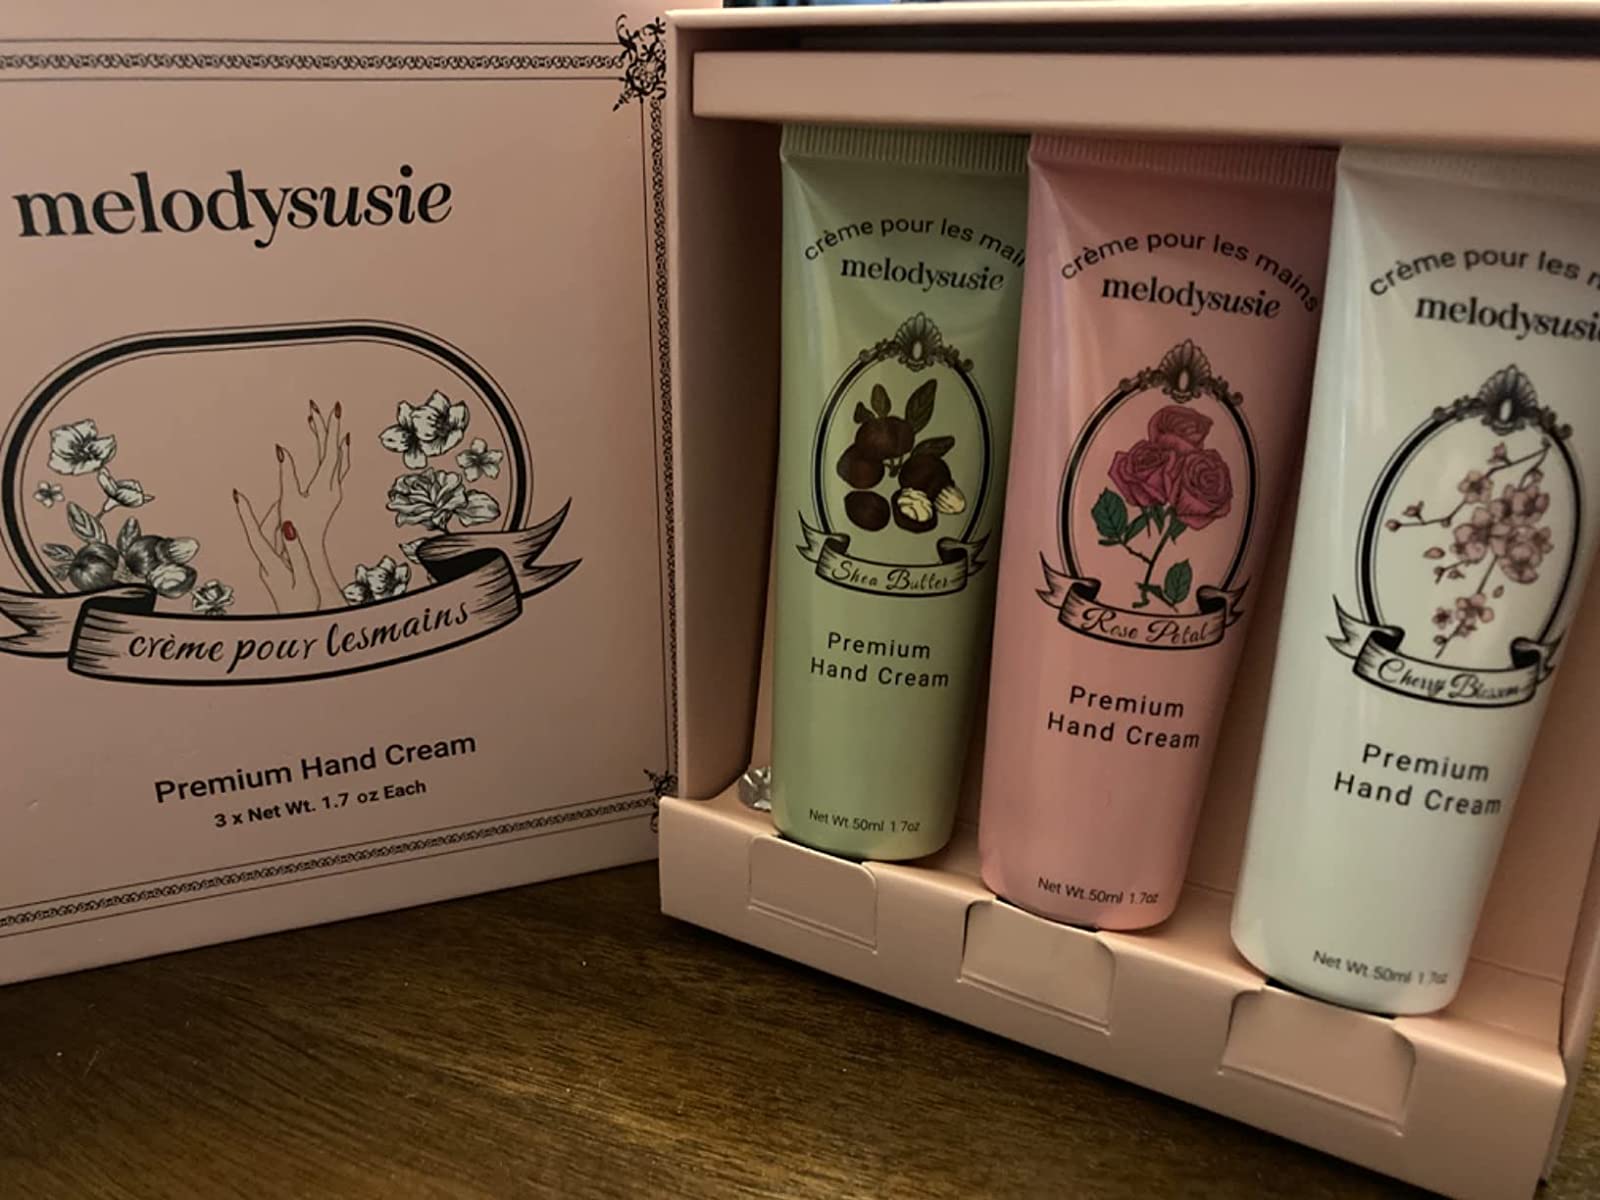 melodysusie
crème pour lesmains
Premium Hand Cream
3 x Net Wt. 1.7 oz Each
crème pour les main
melodysusie
Shea Butter
Premium
Hand Cream
Net Wt.50ml 1.7oz
crème pour les mains
melodysusie
Rose Petal
Premium
Hand Cream
Net Wt.50ml 1.7oz
crème pour les m
melodysusie
Cherry Blossom
Premium
Hand Cream
Net Wt.50ml 1.7oz